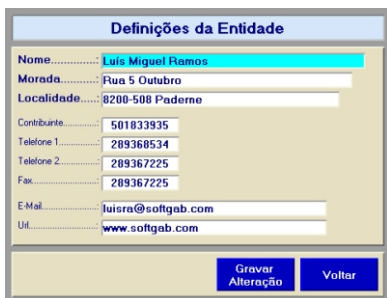 Definições da Entidade
Nome............: Luís Miguel Ramos
Morada..........: Rua 5 Outubro
Localidade.....: 8200-508 Paderne
Contribuinte.............: 501833935
Telefone 1...............: 289368534
Telefone 2...............: 289367225
Fax..........................: 289367225
E-Mail......................: luisra@softgab.com
Url...........................: www.softgab.com
Gravar Alteração
Voltar